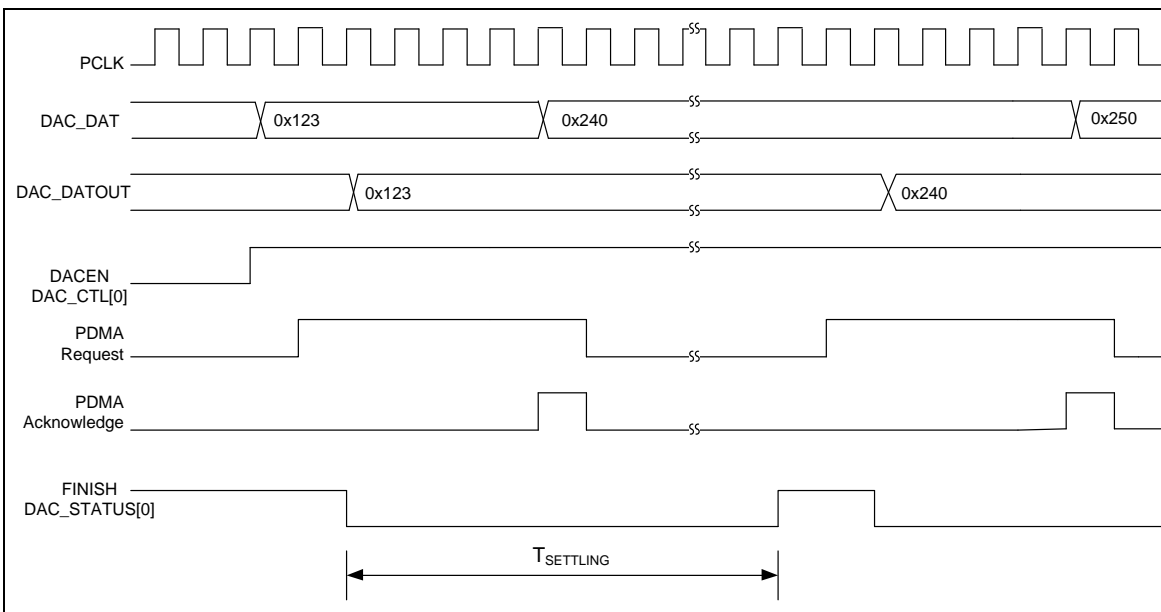 PCLK
DAC_DAT
0x123
0x240
0x250
DAC_DATOUT
0x123
0x240
DACEN
DAC_CTL[0]
PDMA
Request
PDMA
Acknowledge
FINISH
DAC_STATUS[0]
TSETTLING